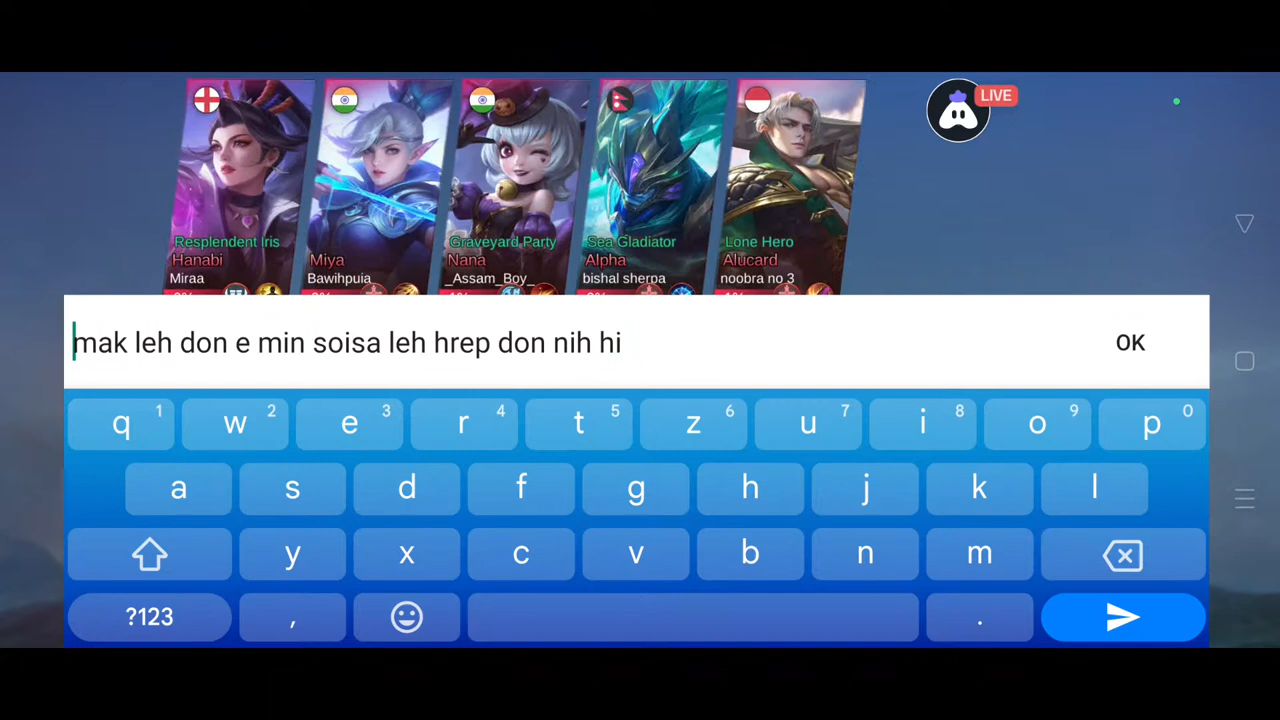 LIVE
Resplendent Iris
Hanabi
Miraa
Miya
Bawihpuia
Graveyard Party
Nana
_Assam_Boy_
Sea Gladiator
Alpha
bishal sherpa
Lone Hero
Alucard
noobra no 3
mak leh don e min soisa leh hrep don nih hi
OK
q 1 w 2 e 3 r 4 t 5 z 6 u 7 i 8 o 9 p 0
a s d f g h j k l
y x c v b n m
?123 , .